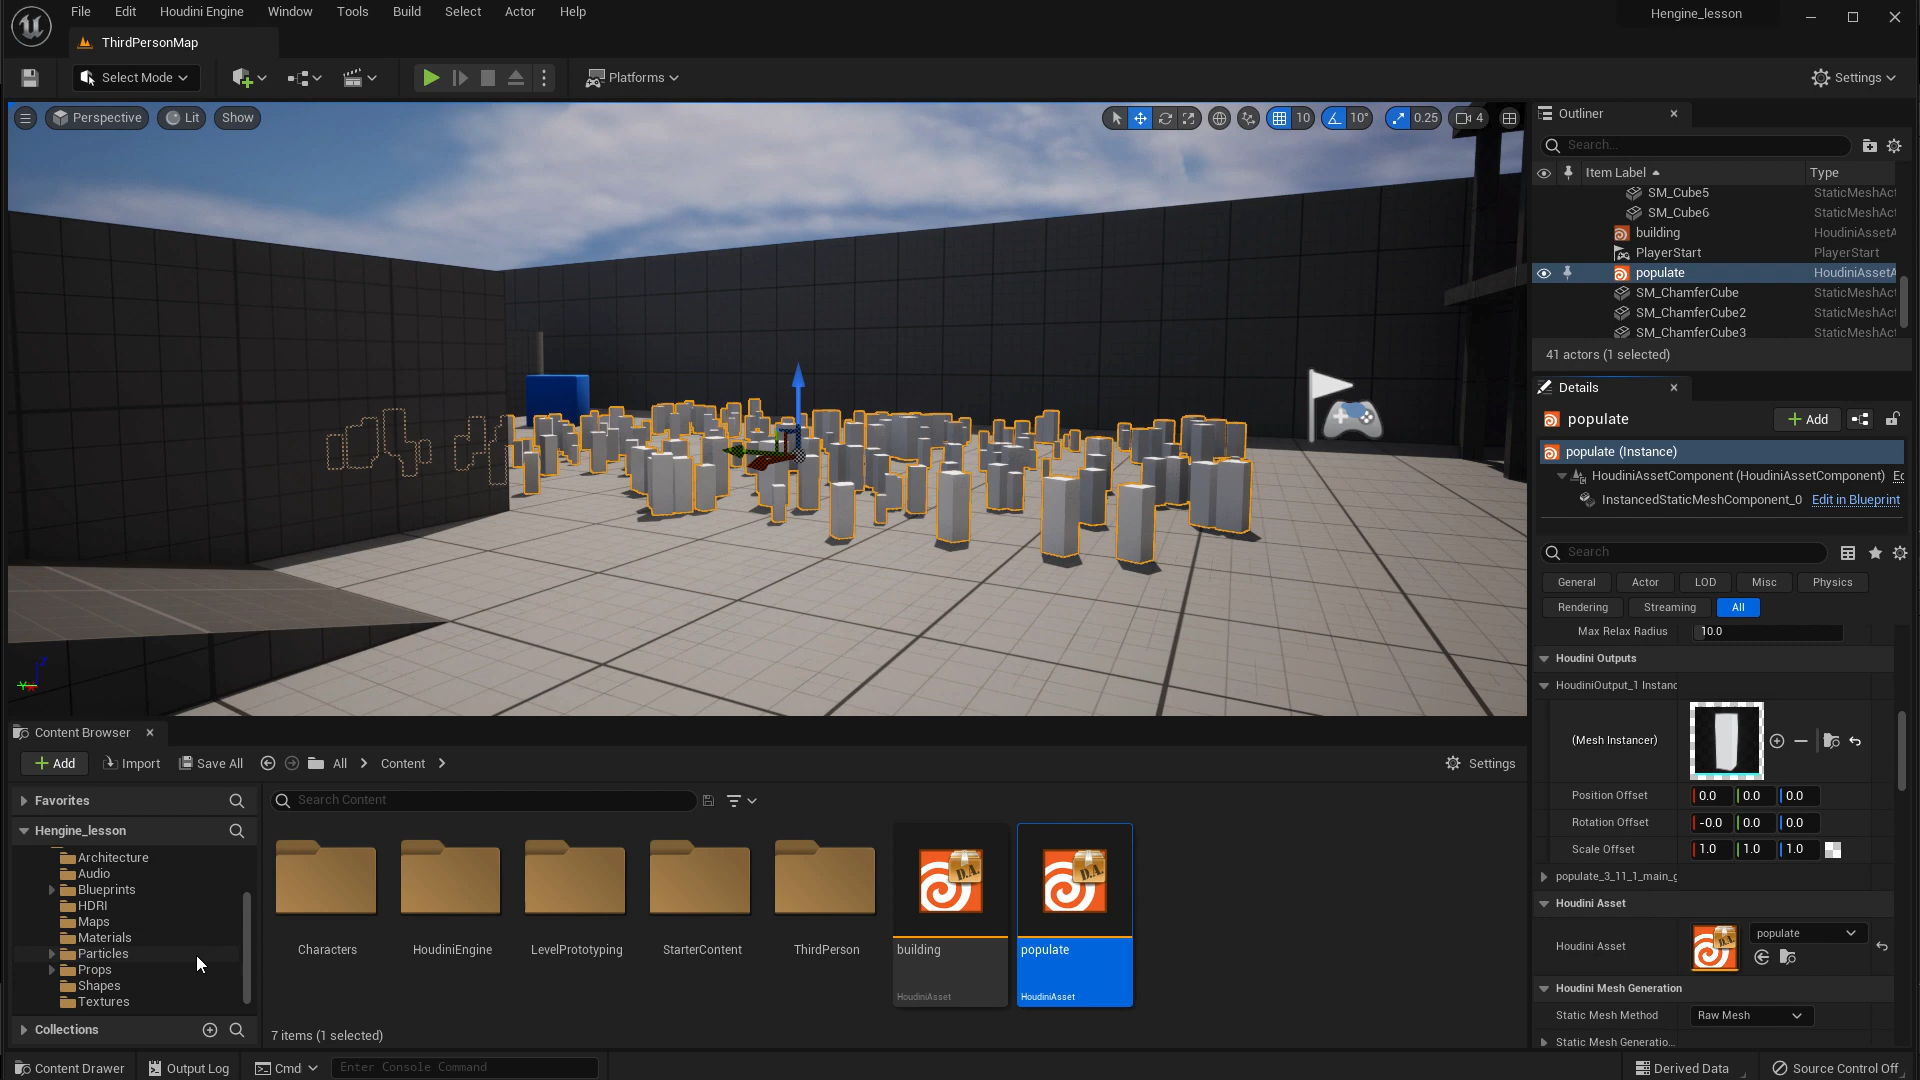 File Edit Houdini Engine Window Tools Build Select Actor Help
Hengine_lesson
ThirdPersonMap
Select Mode
Platforms
Settings
Perspective Lit Show
10 10° 0.25 4
Outliner
Search...
Item Label Type
SM_Cube5 StaticMeshAct
SM_Cube6 StaticMeshAct
building HoudiniAssetA
PlayerStart PlayerStart
populate HoudiniAssetA
SM_ChamferCube StaticMeshAct
SM_ChamferCube2 StaticMeshAct
SM_ChamferCube3 StaticMeshAct
41 actors (1 selected)
Details
populate
Add
populate (Instance)
HoudiniAssetComponent (HoudiniAssetComponent) Ec
InstancedStaticMeshComponent_0 Edit in Blueprint
Search
General Actor LOD Misc Physics
Rendering Streaming All
Max Relax Radius 10.0
Houdini Outputs
HoudiniOutput_1 Instanc
(Mesh Instancer)
Position Offset 0.0 0.0 0.0
Rotation Offset -0.0 0.0 0.0
Scale Offset 1.0 1.0 1.0
populate_3_11_1_main_g
Houdini Asset
Houdini Asset populate
Houdini Mesh Generation
Static Mesh Method Raw Mesh
Static Mesh Generatio...
Content Browser
Add Import Save All All Content Settings
Favorites
Hengine_lesson
Architecture
Audio
Blueprints
HDRI
Maps
Materials
Particles
Props
Shapes
Textures
Collections
Search Content
D.A. D.A.
Characters HoudiniEngine LevelPrototyping StarterContent ThirdPerson building populate
HoudiniAsset HoudiniAsset
7 items (1 selected)
Content Drawer Output Log Cmd Enter Console Command Derived Data Source Control Off